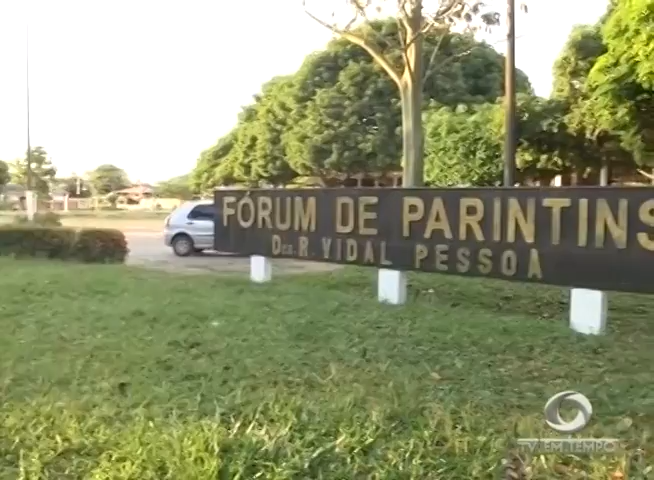 FÓRUM DE PARINTINS
Des. R. VIDAL PESSOA
TV EM TEMPO